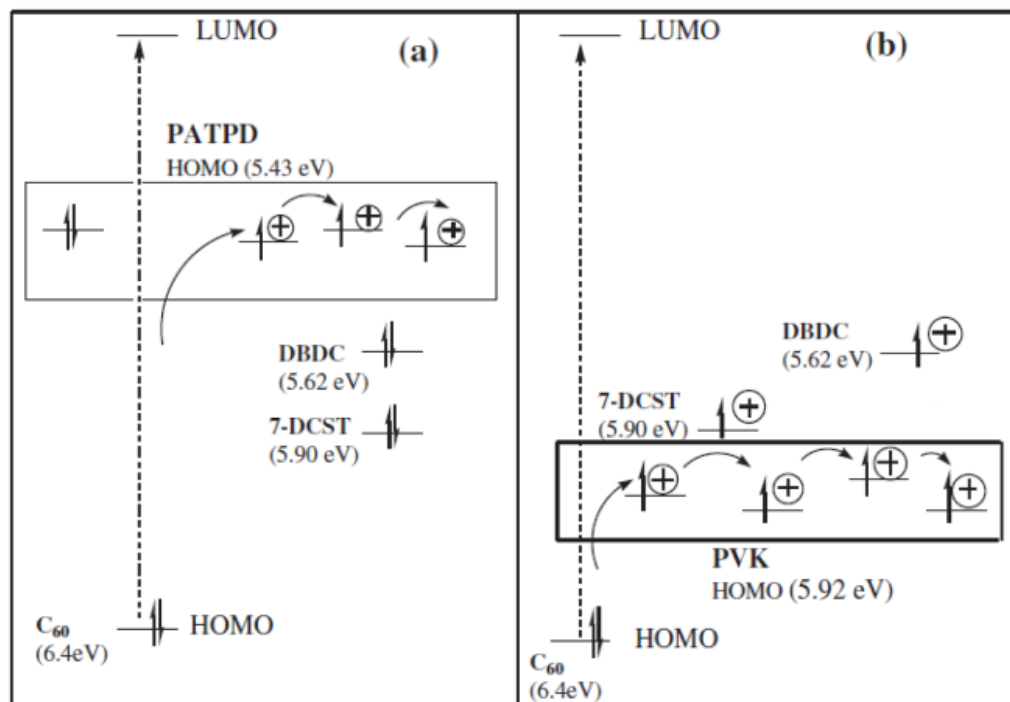 LUMO
(a)
PATPD
HOMO (5.43 eV)
DBDC
(5.62 eV)
7-DCST
(5.90 eV)
C60
(6.4eV)
HOMO
LUMO
(b)
DBDC
(5.62 eV)
7-DCST
(5.90 eV)
PVK
HOMO (5.92 eV)
HOMO
C60
(6.4eV)